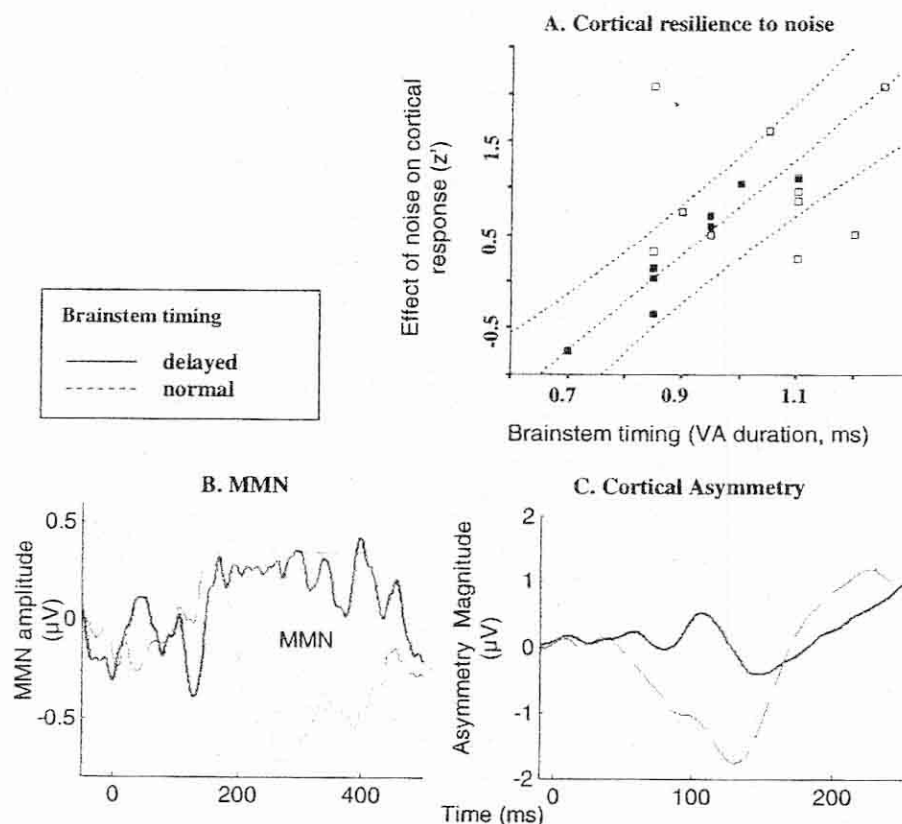 A. Cortical resilience to noise
Effect of noise on cortical
response (z')
1.5
0.5
-0.5
0.7 0.9 1.1
Brainstem timing (VA duration, ms)
Brainstem timing
delayed
normal
B. MMN
MMN amplitude
(µV)
0.5
0
-0.5
MMN
0 200 400
C. Cortical Asymmetry
Asymmetry Magnitude
(µV)
2
1
0
-1
-2
0 100 200
Time (ms)